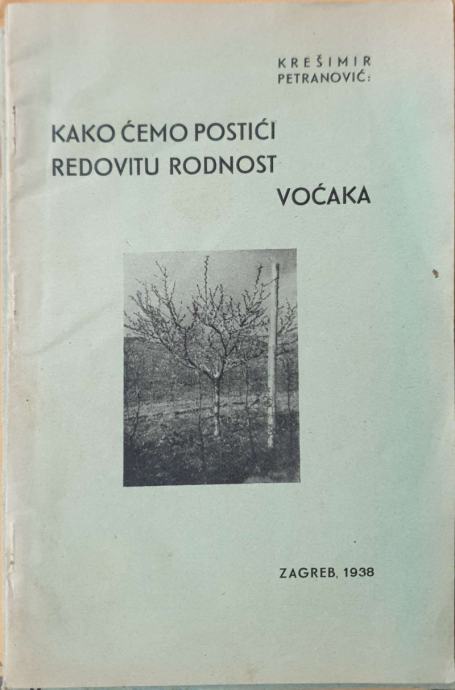 KREŠIMIR
PETRANOVIĆ:
KAKO ĆEMO POSTIĆI
REDOVITU RODNOST
VOĆAKA
ZAGREB, 1938